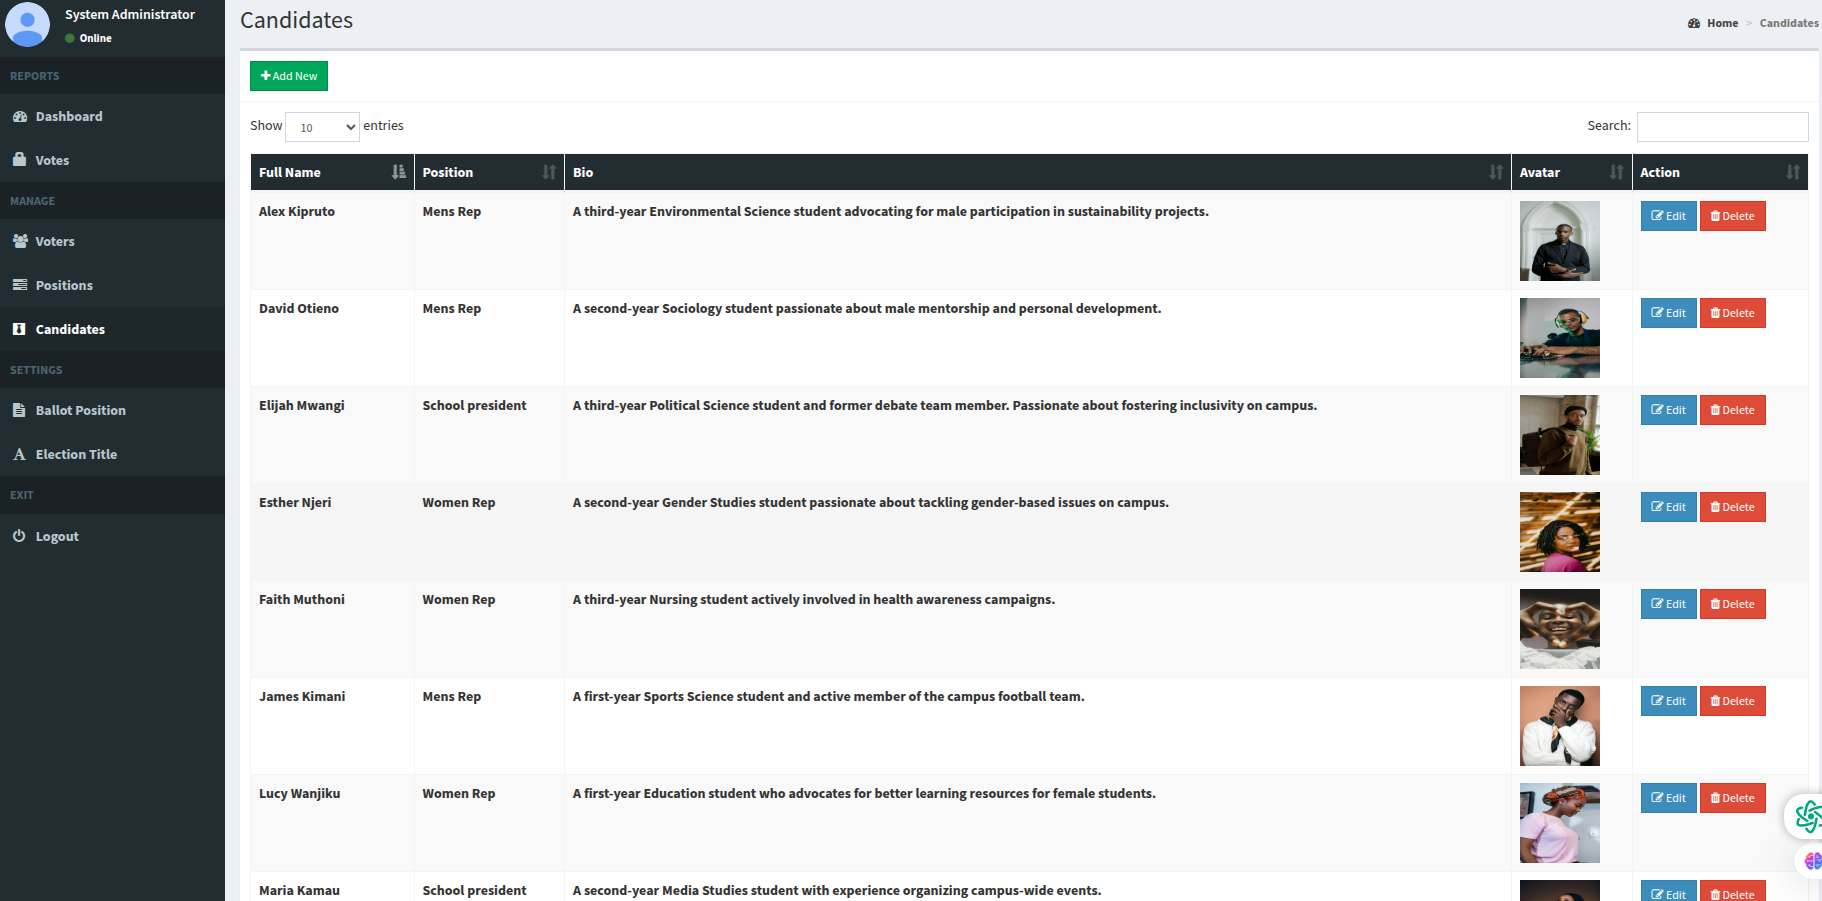 System Administrator
Online
REPORTS
Dashboard
Votes
MANAGE
Voters
Positions
Candidates
SETTINGS
Ballot Position
Election Title
EXIT
Logout
Candidates
Home > Candidates
Add New
Show 10 entries
Search:
Full Name Position Bio Avatar Action
Alex Kipruto Mens Rep A third-year Environmental Science student advocating for male participation in sustainability projects. Edit Delete
David Otieno Mens Rep A second-year Sociology student passionate about male mentorship and personal development. Edit Delete
Elijah Mwangi School president A third-year Political Science student and former debate team member. Passionate about fostering inclusivity on campus. Edit Delete
Esther Njeri Women Rep A second-year Gender Studies student passionate about tackling gender-based issues on campus. Edit Delete
Faith Muthoni Women Rep A third-year Nursing student actively involved in health awareness campaigns. Edit Delete
James Kimani Mens Rep A first-year Sports Science student and active member of the campus football team. Edit Delete
Lucy Wanjiku Women Rep A first-year Education student who advocates for better learning resources for female students. Edit Delete
Maria Kamau School president A second-year Media Studies student with experience organizing campus-wide events. Edit Delete